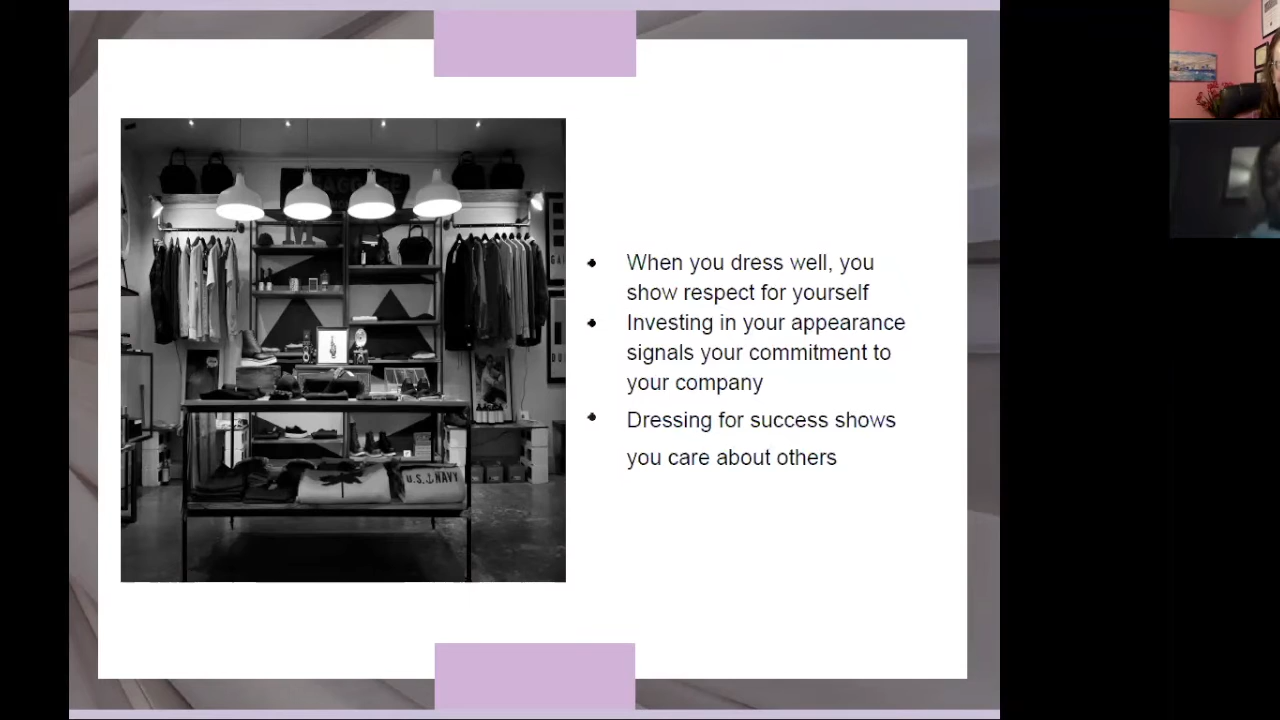 When you dress well, you
show respect for yourself
Investing in your appearance
signals your commitment to
your company
Dressing for success shows
you care about others
U.S. NAVY